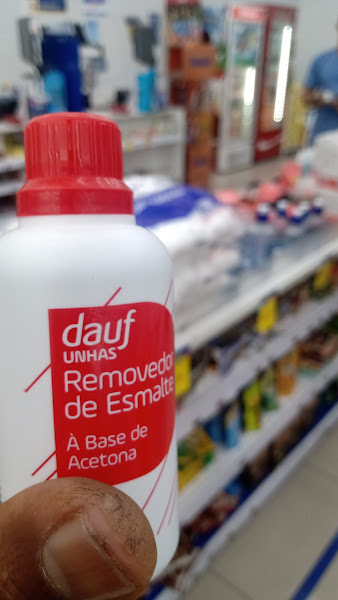 dauf
UNHAS
Removedor
de Esmalte
À Base de
Acetona